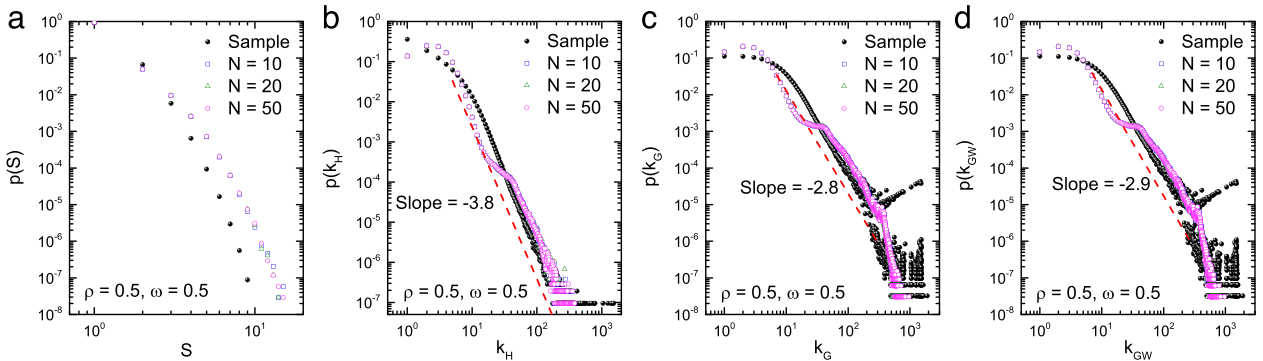 a
10^0
10^-1
10^-2
10^-3
10^-4
10^-5
10^-6
10^-7
10^-8
p(S)
Sample
N = 10
N = 20
N = 50
ρ = 0.5, ω = 0.5
10^0
10^1
S
b
10^0
10^-1
10^-2
10^-3
10^-4
10^-5
10^-6
10^-7
p(k_H)
Sample
N = 10
N = 20
N = 50
Slope = -3.8
ρ = 0.5, ω = 0.5
10^0
10^1
10^2
10^3
k_H
c
10^0
10^-1
10^-2
10^-3
10^-4
10^-5
10^-6
10^-7
10^-8
p(k_G)
Sample
N = 10
N = 20
N = 50
Slope = -2.8
ρ = 0.5, ω = 0.5
10^0
10^1
10^2
10^3
k_G
d
10^0
10^-1
10^-2
10^-3
10^-4
10^-5
10^-6
10^-7
10^-8
p(k_GW)
Sample
N = 10
N = 20
N = 50
Slope = -2.9
ρ = 0.5, ω = 0.5
10^0
10^1
10^2
10^3
k_GW